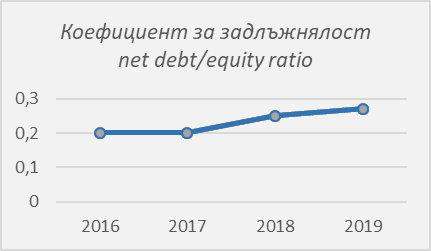 Коефициент за задлъжнялост
net debt/equity ratio
0,3
0,2
0,1
0
2016 2017 2018 2019